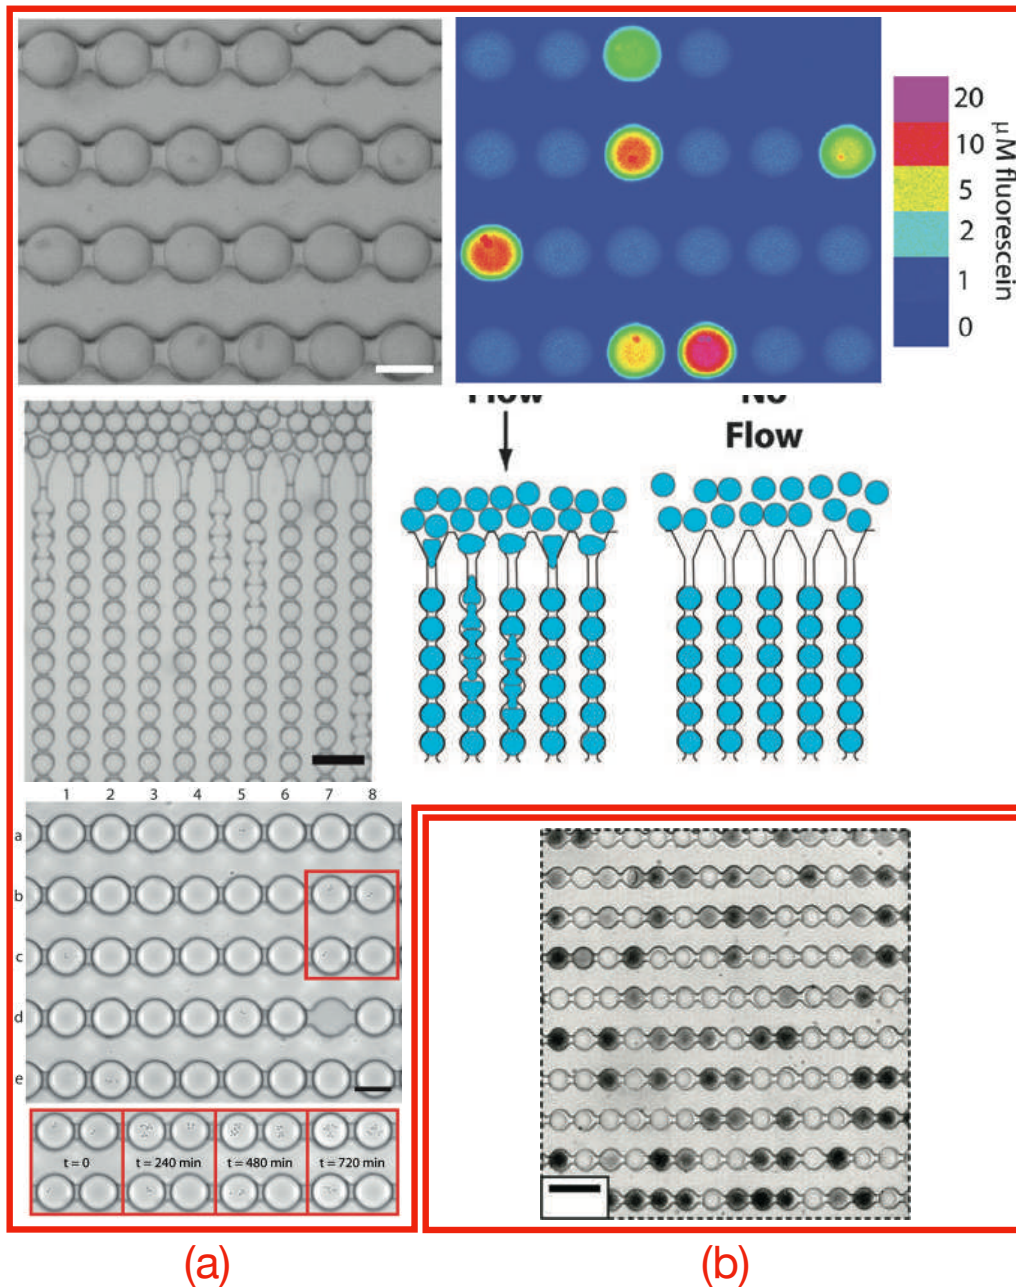 20
10
5
2
1
0
μM fluorescein
Flow
No
Flow
1 2 3 4 5 6 7 8
a
b
c
d
e
t = 0 t = 240 min t = 480 min t = 720 min
(a) (b)